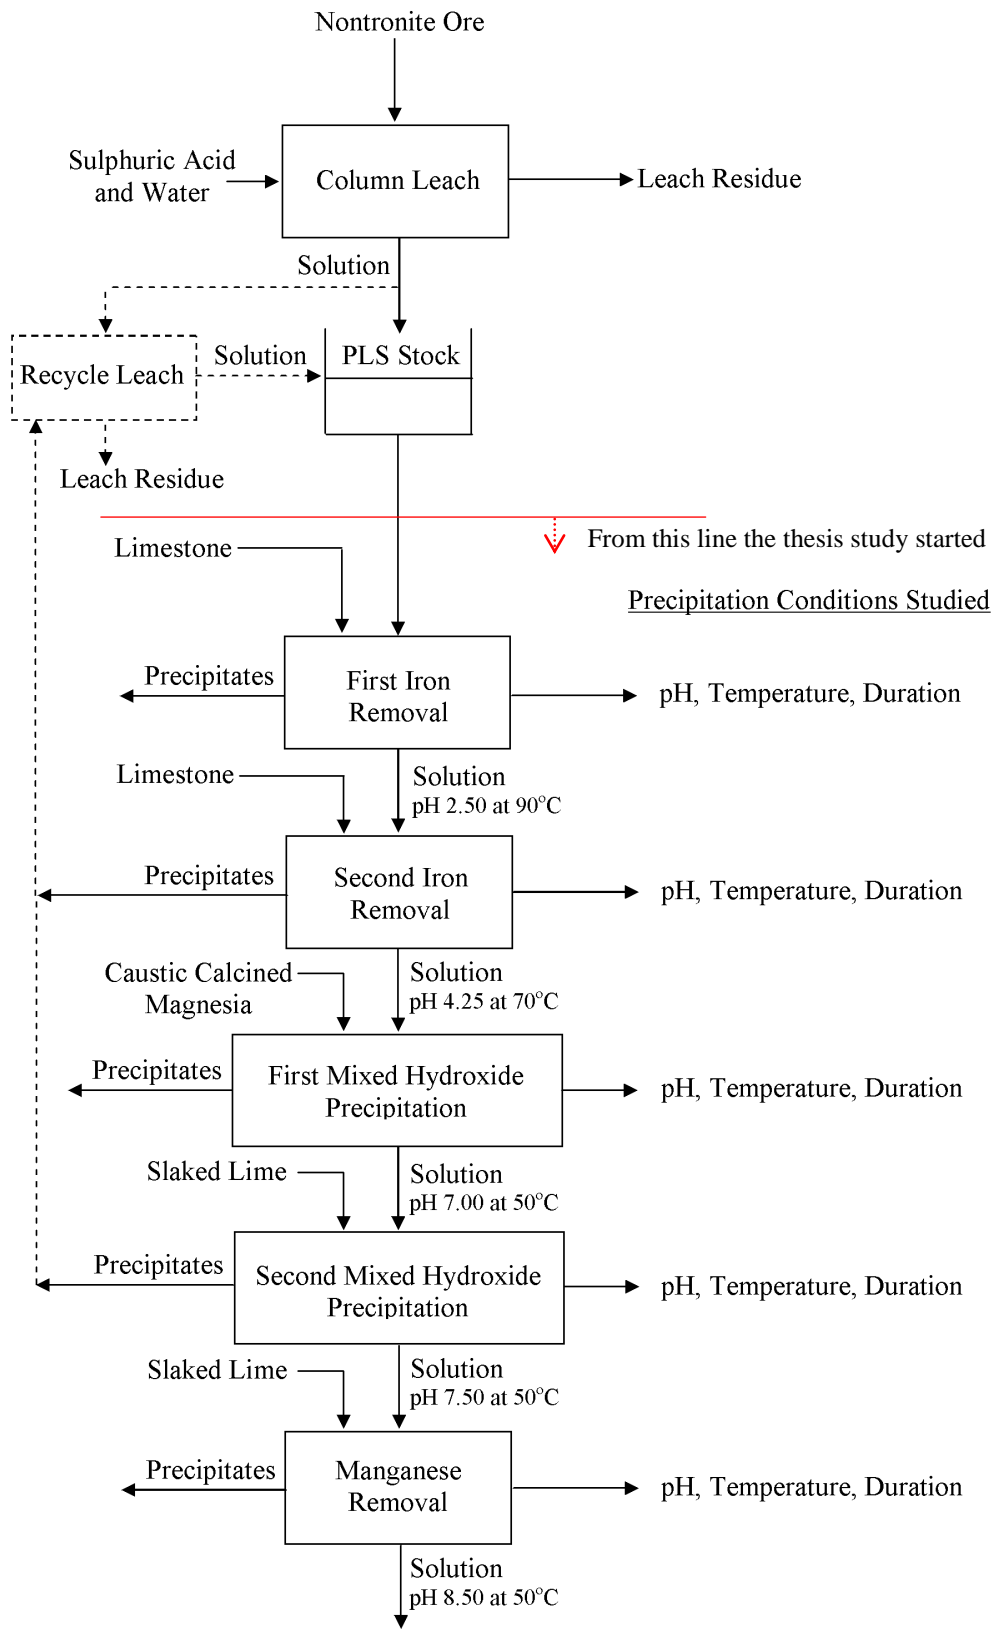 Nontronite Ore
Sulphuric Acid
and Water
Column Leach
Leach Residue
Solution
Recycle Leach
Solution
PLS Stock
Leach Residue
From this line the thesis study started
Limestone
Precipitation Conditions Studied
Precipitates
First Iron
Removal
pH, Temperature, Duration
Limestone
Solution
pH 2.50 at 90°C
Precipitates
Second Iron
Removal
pH, Temperature, Duration
Caustic Calcined
Magnesia
Solution
pH 4.25 at 70°C
Precipitates
First Mixed Hydroxide
Precipitation
pH, Temperature, Duration
Slaked Lime
Solution
pH 7.00 at 50°C
Precipitates
Second Mixed Hydroxide
Precipitation
pH, Temperature, Duration
Slaked Lime
Solution
pH 7.50 at 50°C
Precipitates
Manganese
Removal
pH, Temperature, Duration
Solution
pH 8.50 at 50°C